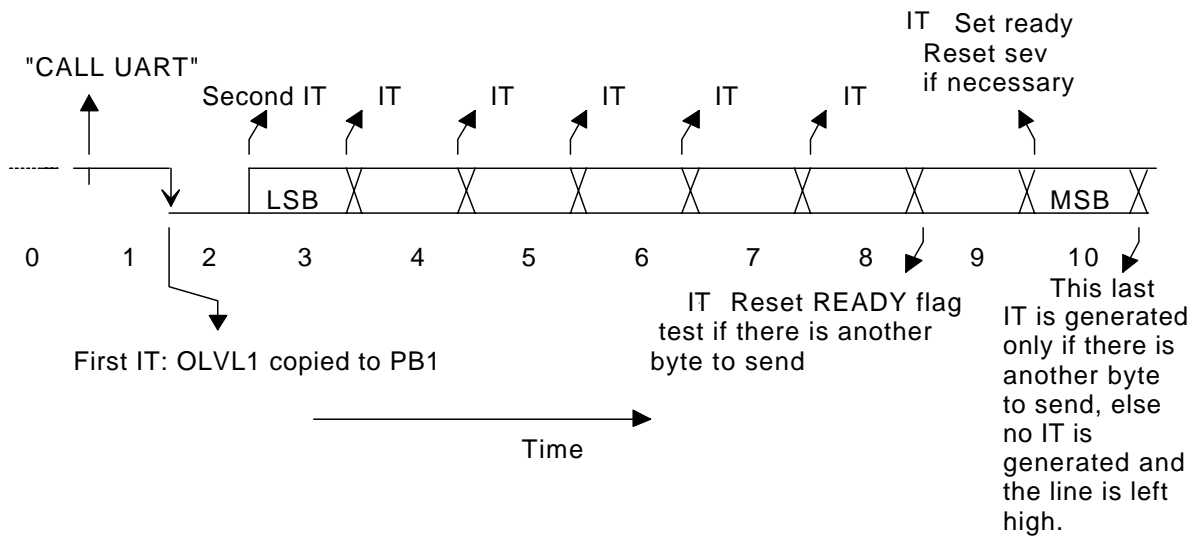 IT Set ready
Reset sev
if necessary
"CALL UART"
Second IT IT IT IT IT IT
LSB MSB
0 1 2 3 4 5 6 7 8 9 10
IT Reset READY flag
test if there is another
byte to send
This last
IT is generated
only if there is
another byte
to send, else
no IT is
generated and
the line is left
high.
First IT: OLVL1 copied to PB1
Time